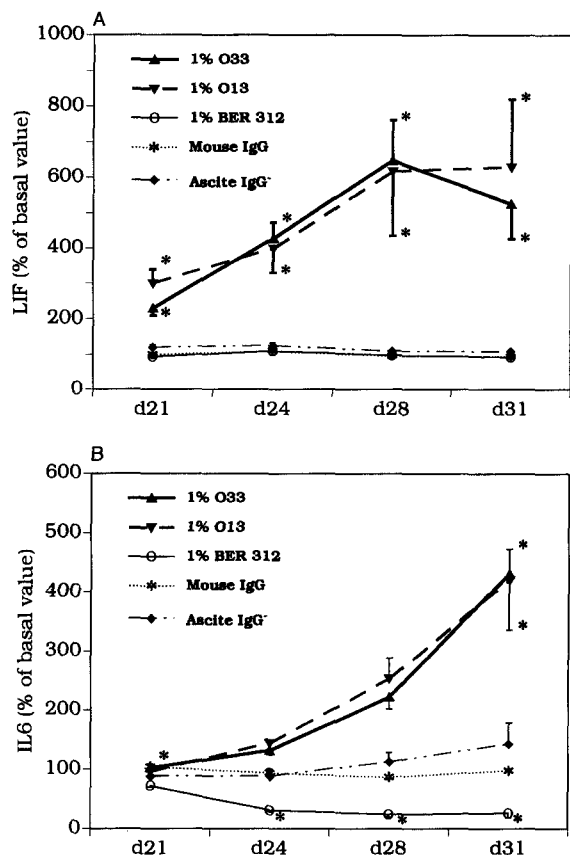 A
1000
1% O33
1% O13
800
1% BER 312
Mouse IgG
Ascite IgG-
600
400
200
0
LIF (% of basal value)
d21 d24 d28 d31
B
600
1% O33
1% O13
500
1% BER 312
Mouse IgG
400
Ascite IgG-
300
200
100
0
IL6 (% of basal value)
d21 d24 d28 d31